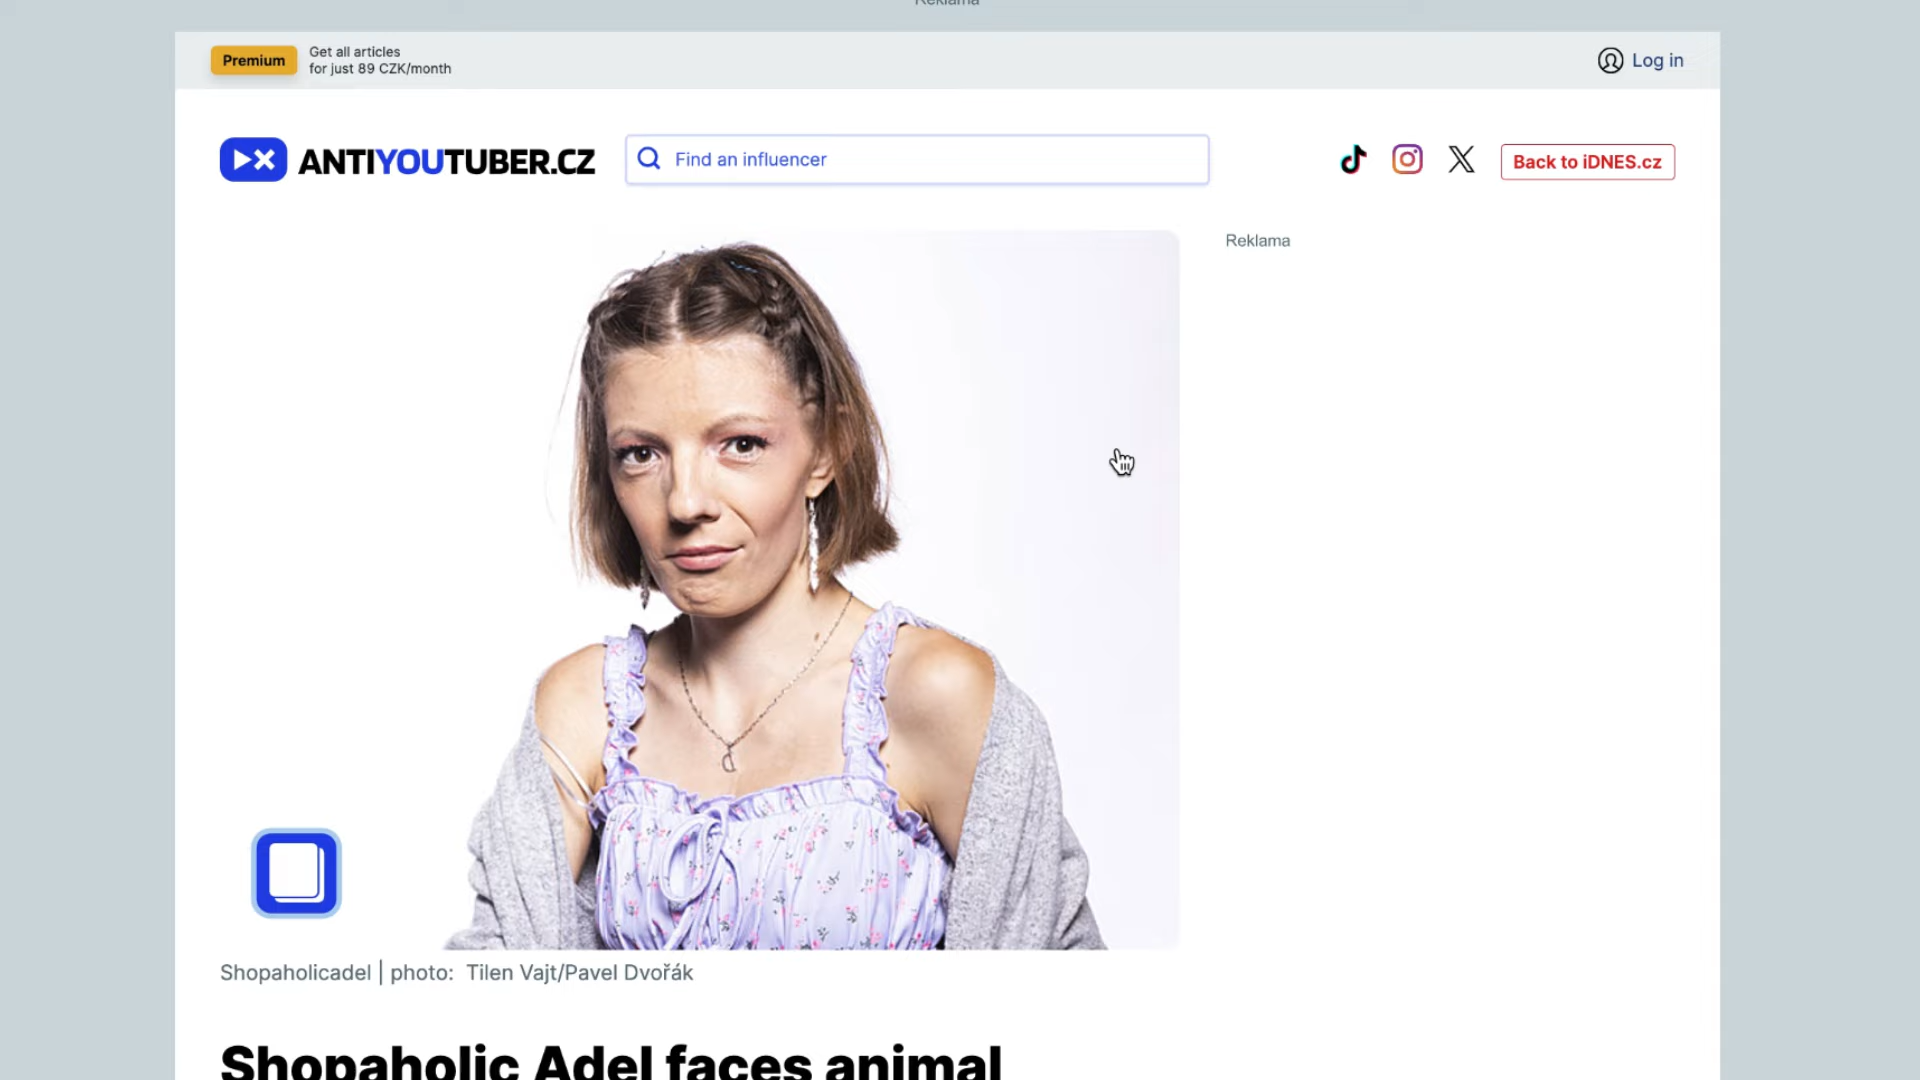 Reklama
Premium
Get all articles
for just 89 CZK/month
Log in
ANTIYOUTUBER.CZ
Find an influencer
Back to iDNES.cz
Reklama
Shopaholicadel | photo: Tilen Vajt/Pavel Dvořák
Shopaholic Adel faces animal